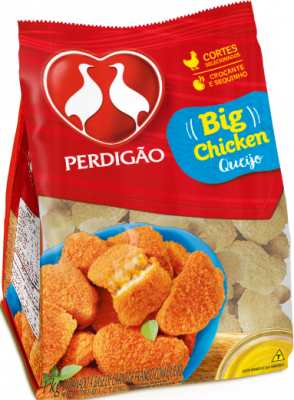 CORTES
SELECIONADOS
CROCANTE
E SEQUINHO
PERDIGÃO
Big
Chicken
Queijo
T